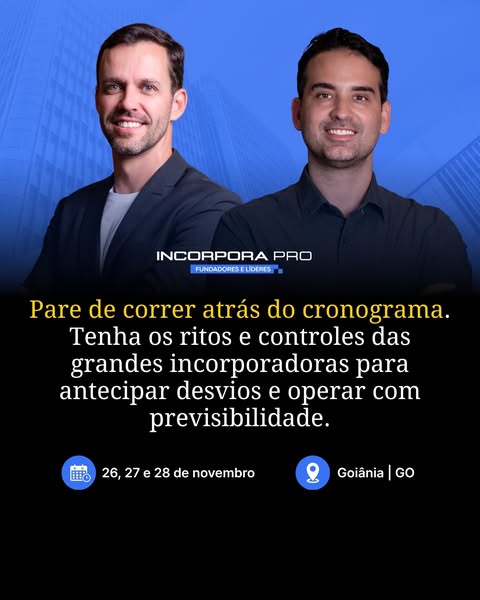 INCORPORA PRO
FUNDADORES E LÍDERES
Pare de correr atrás do cronograma.
Tenha os ritos e controles das
grandes incorporadoras para
antecipar desvios e operar com
previsibilidade.
26, 27 e 28 de novembro
Goiânia | GO